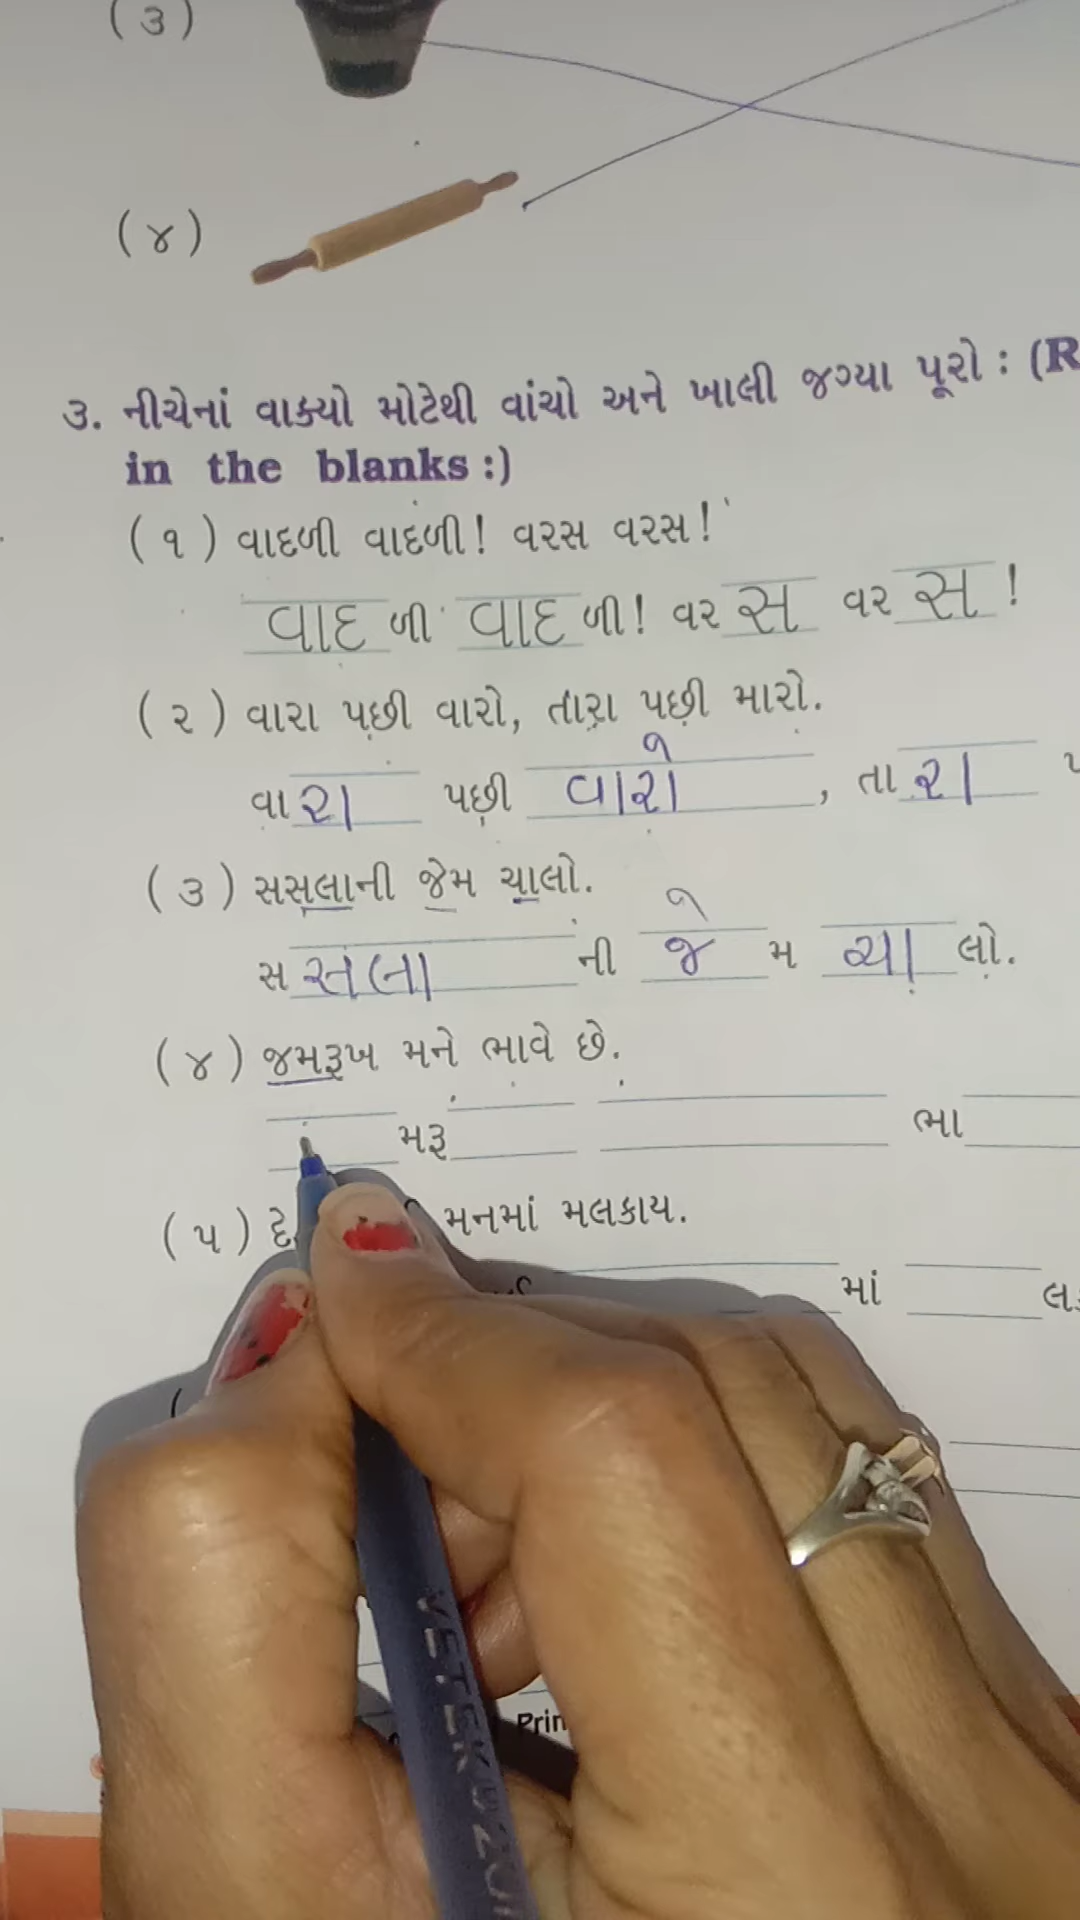 (૩)
(૪)
૩. નીચેનાં વાક્યો મોટેથી વાંચો અને ખાલી જગ્યા પૂરો : (R
in the blanks :)
(૧) વાદળી વાદળી! વરસ વરસ!
વાદ ળી વાદ ળી! વર સ વર સ !
(૨) વારા પછી વારો, તારા પછી મારો.
વા રા પછી વારો , તા રા
(૩) સસલાની જેમ ચાલો.
સ સલા ની જે મ ચા લો.
(૪) જમરૂખ મને ભાવે છે.
મરૂ ભા
(૫) મનમાં મલકાય.
માં લ
Prin
VETEK